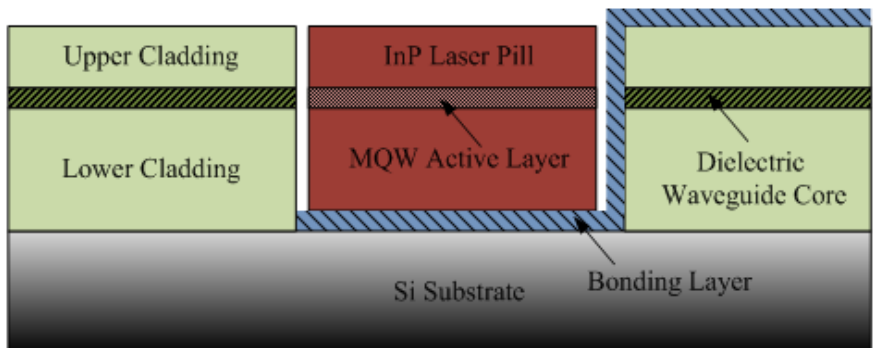 Upper Cladding
InP Laser Pill
MQW Active Layer
Lower Cladding
Dielectric
Waveguide Core
Si Substrate
Bonding Layer